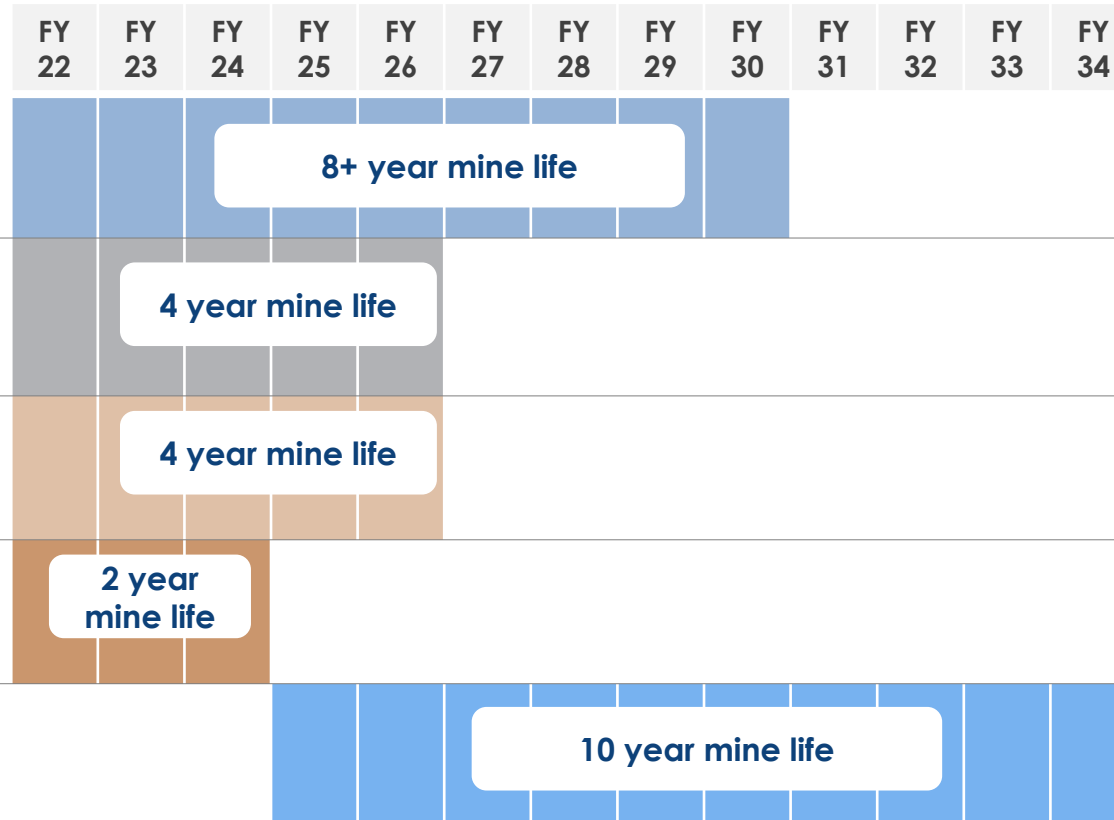 FY FY FY FY FY FY FY FY FY FY FY FY FY
22 23 24 25 26 27 28 29 30 31 32 33 34
8+ year mine life
4 year mine life
4 year mine life
2 year
mine life
10 year mine life